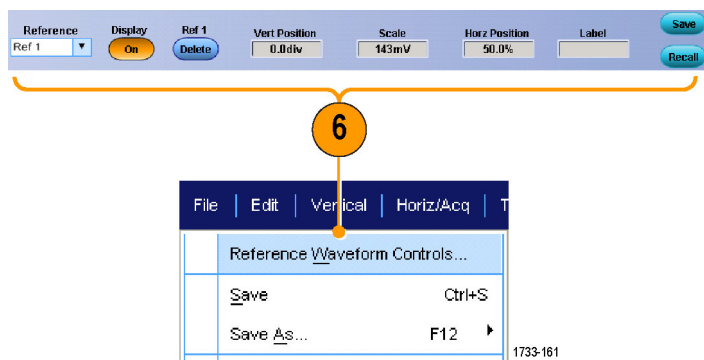 Reference Display Ref 1 Vert Position Scale Horz Position Label Save
Ref 1 On Delete 0.0div 143mV 50.0% Recall
6
File Edit Vertical Horiz/Acq T
Reference Waveform Controls...
Save Ctrl+S
Save As... F12
1733-161